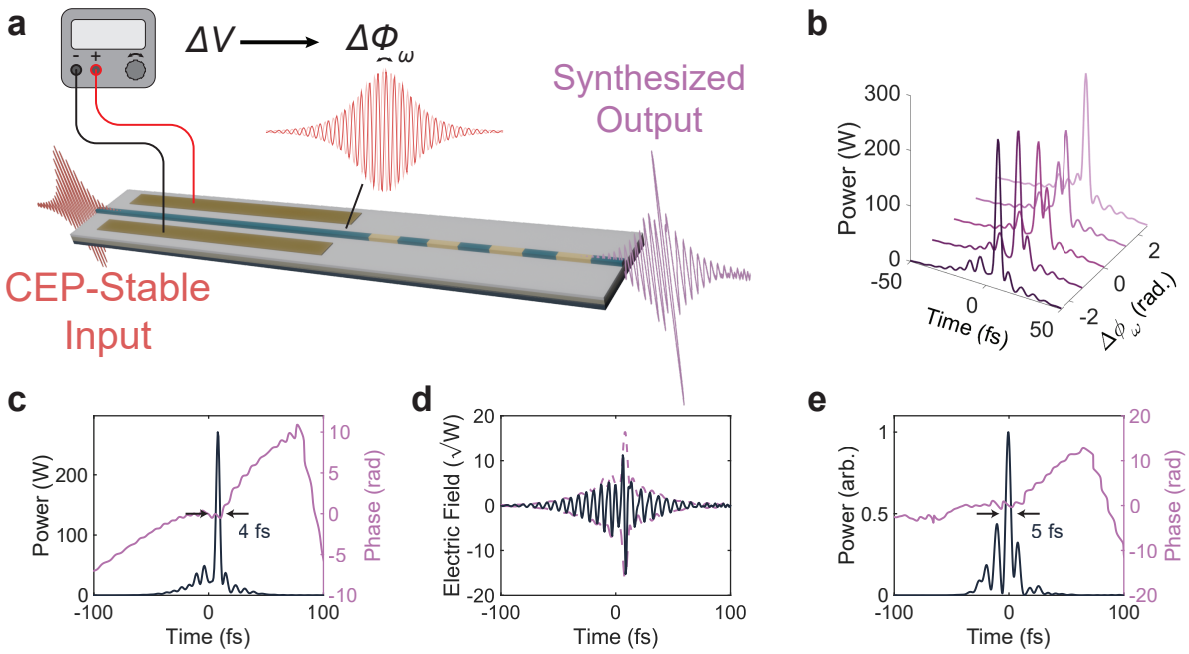 a
- +
ΔV
ΔΦω
Synthesized
Output
CEP-Stable
Input
b
300
200
100
0
Power (W)
-50
0
50
Time (fs)
-2
0
2
Δϕω (rad.)
c
200
100
0
Power (W)
-100
0
100
Time (fs)
10
5
0
-5
-10
Phase (rad)
4 fs
d
20
10
0
-10
-20
Electric Field (√W)
-100
0
100
Time (fs)
e
1
0.5
0
Power (arb.)
-100
0
100
Time (fs)
20
10
0
-10
-20
Phase (rad)
5 fs